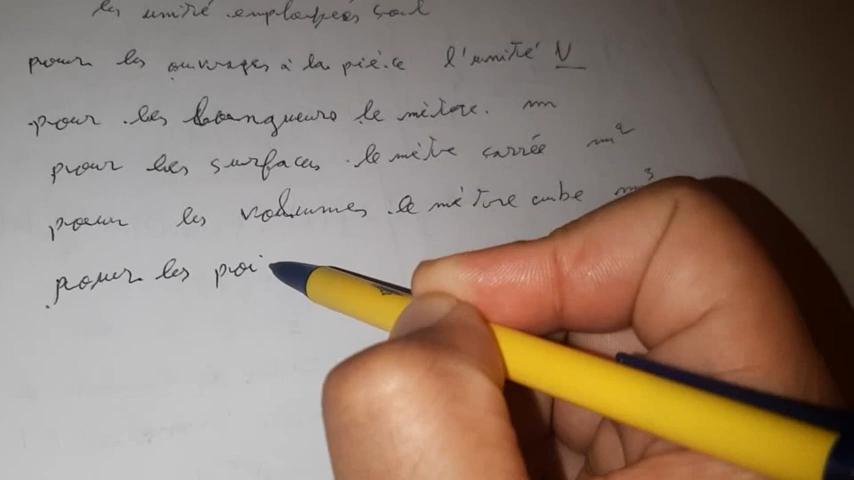 les unité employées sont
pour les ouvrages à la pièce l'unité U
pour les longueurs le mètre. m
pour les surfaces le mètre carrée m²
pour les volumes le mètre cube m³
pour les poi